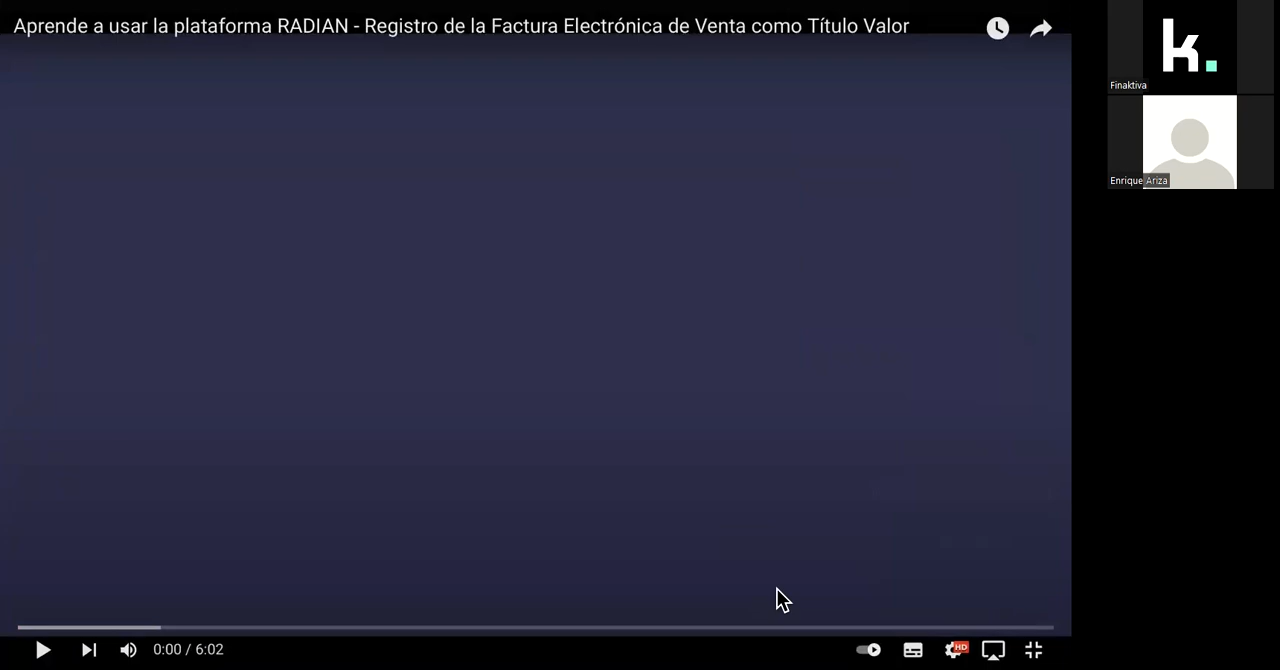 Aprende a usar la plataforma RADIAN - Registro de la Factura Electrónica de Venta como Título Valor
k.
Finaktiva
Enrique Ariza
0:00 / 6:02
HD